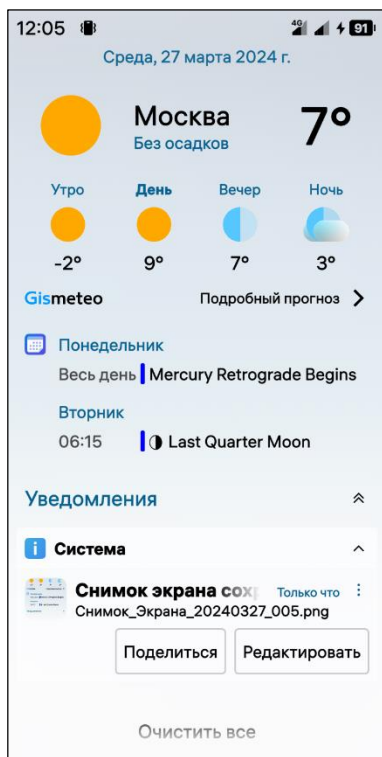 12:05 4G 91
Среда, 27 марта 2024 г.
Москва 7°
Без осадков
Утро День Вечер Ночь
-2° 9° 7° 3°
Gismeteo Подробный прогноз
Понедельник
Весь день Mercury Retrograde Begins
Вторник
06:15 Last Quarter Moon
Уведомления
Система
Снимок экрана сохр Только что
Снимок_Экрана_20240327_005.png
Поделиться Редактировать
Очистить все